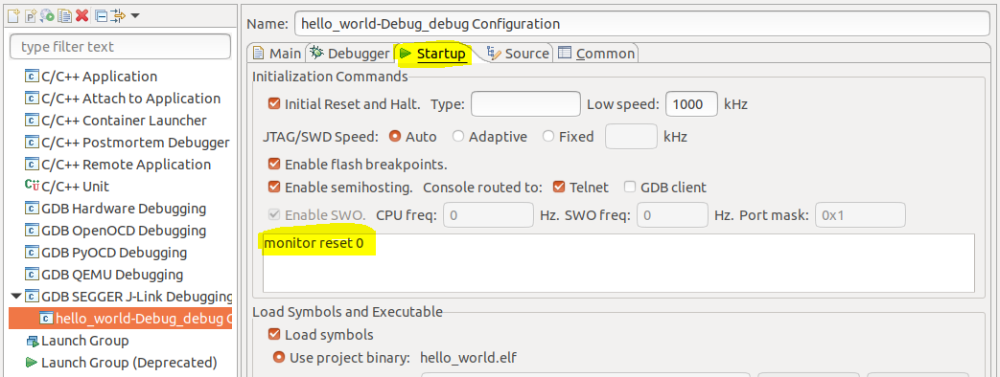 Name: hello_world-Debug_debug Configuration
type filter text
C/C++ Application
C/C++ Attach to Application
C/C++ Container Launcher
C/C++ Postmortem Debugger
C/C++ Remote Application
C/C++ Unit
GDB Hardware Debugging
GDB OpenOCD Debugging
GDB PyOCD Debugging
GDB QEMU Debugging
GDB SEGGER J-Link Debugging
hello_world-Debug_debug
Launch Group
Launch Group (Deprecated)
Main Debugger Startup Source Common
Initialization Commands
Initial Reset and Halt. Type: Low speed: 1000 kHz
JTAG/SWD Speed: Auto Adaptive Fixed kHz
Enable flash breakpoints.
Enable semihosting. Console routed to: Telnet GDB client
Enable SWO. CPU freq: 0 Hz. SWO freq: 0 Hz. Port mask: 0x1
monitor reset 0
Load Symbols and Executable
Load symbols
Use project binary: hello_world.elf